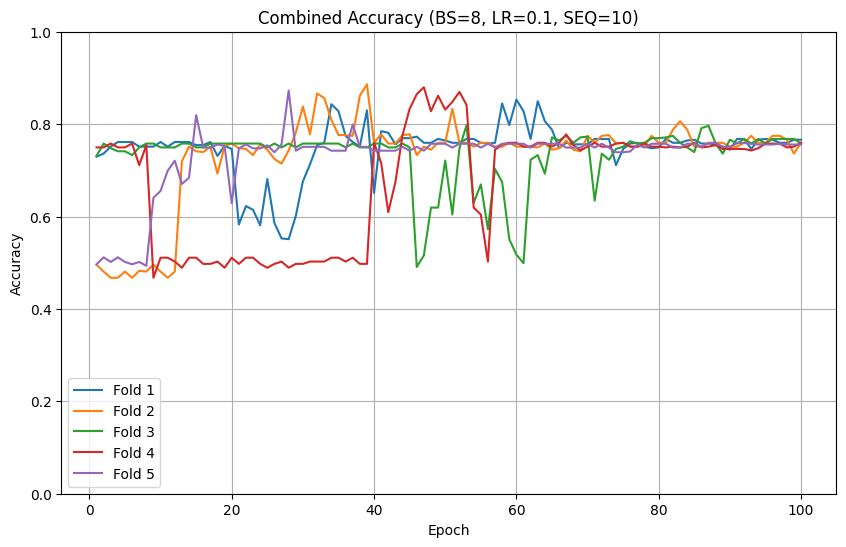 Combined Accuracy (BS=8, LR=0.1, SEQ=10)
1.0
0.8
0.6
0.4
0.2
0.0
Accuracy
Fold 1
Fold 2
Fold 3
Fold 4
Fold 5
0 20 40 60 80 100
Epoch